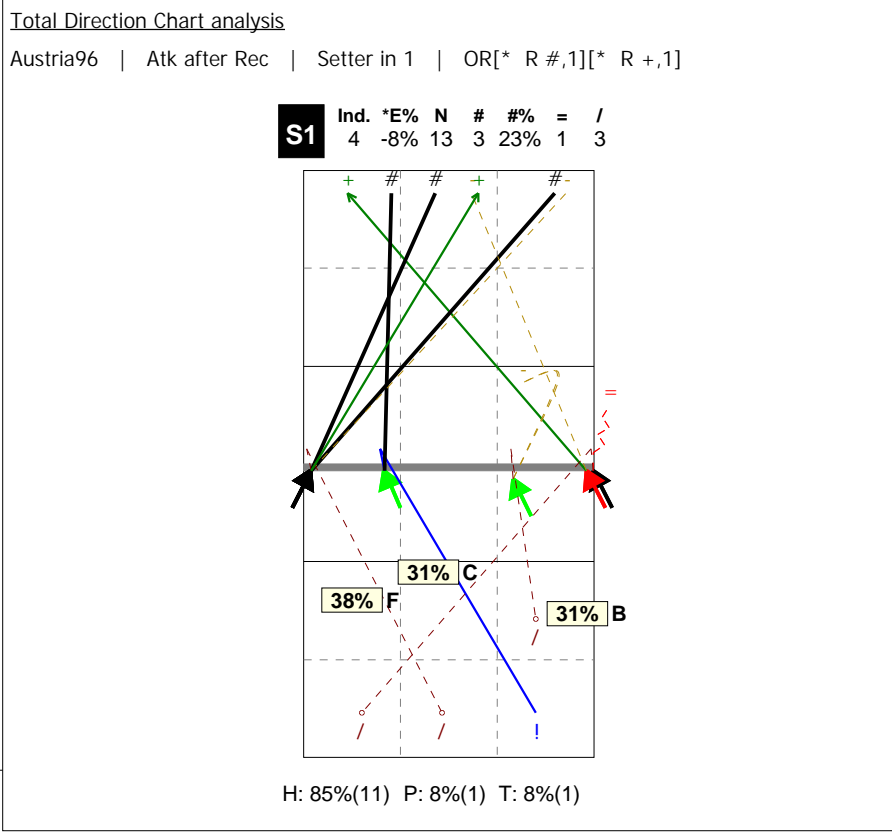 Total Direction Chart analysis
Austria96 | Atk after Rec | Setter in 1 | OR[* R #,1][* R +,1]
S1 Ind. *E% N # #% = /
4 -8% 13 3 23% 1 3
+ # # -+ # -
-
=
31% C
38% F
31% B
/
/ / !
H: 85%(11) P: 8%(1) T: 8%(1)